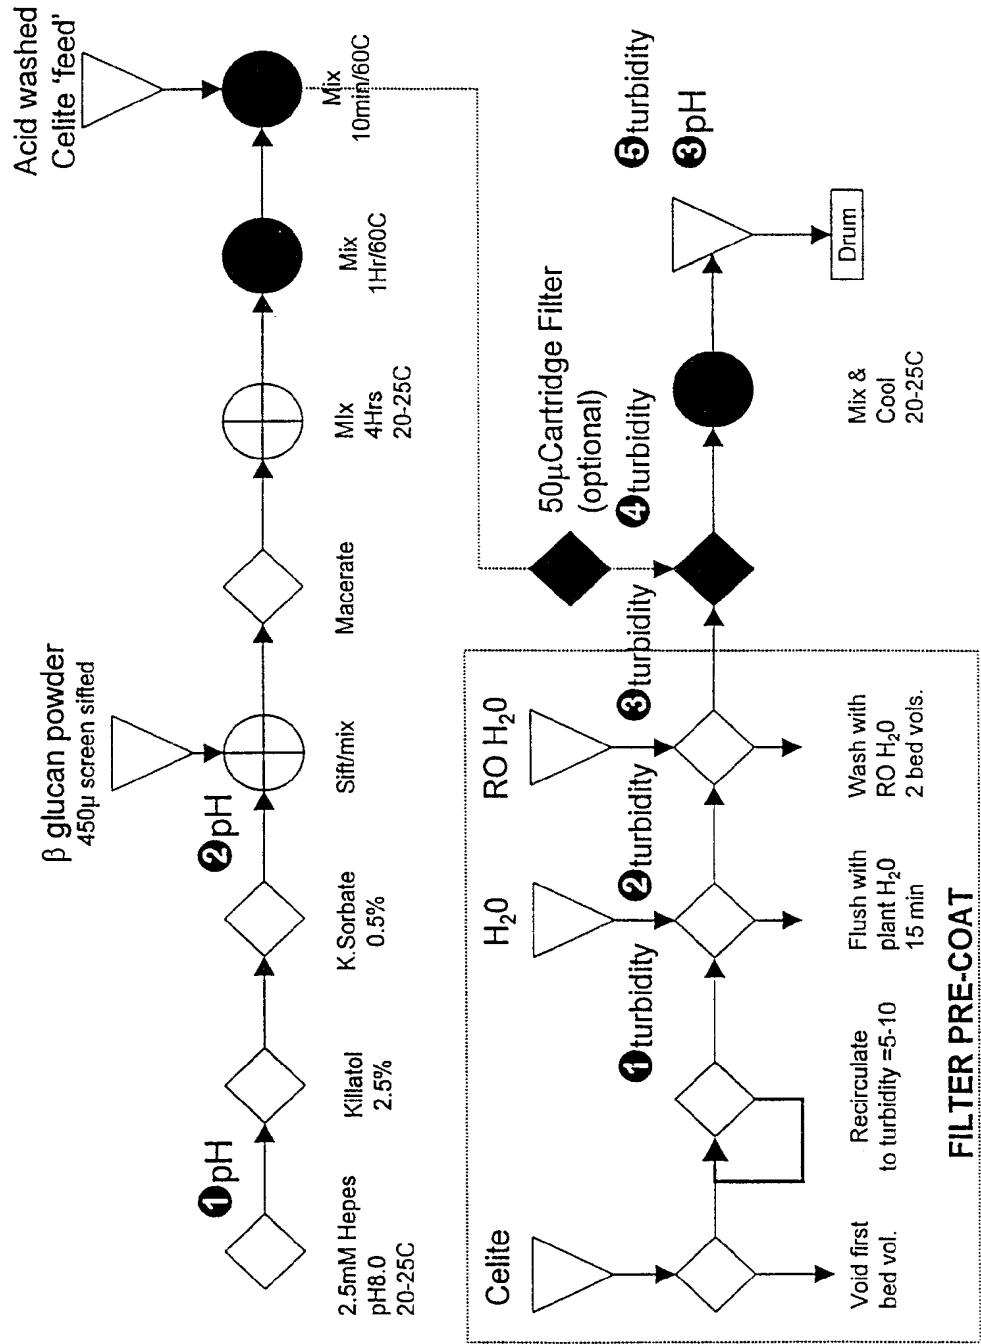 Acid washed
Celite 'feed'
β glucan powder
450μ screen sifted
❶pH
❷pH
2.5mM Hepes
pH8.0
20-25C
Killatol
2.5%
K.Sorbate
0.5%
Sift/mix
Macerate
MIx
4Hrs
20-25C
Mix
1Hr/60C
Mix
10min/60C
50μCartridge Filter
(optional)
❹turbidity
❺turbidity
❸pH
Celite
H₂0
RO H₂0
❶turbidity
❷turbidity
❸turbidity
Mix &
Cool
20-25C
Drum
Void first
bed vol.
Recirculate
to turbidity =5-10
Flush with
plant H₂0
15 min
Wash with
RO H₂0
2 bed vols.
FILTER PRE-COAT